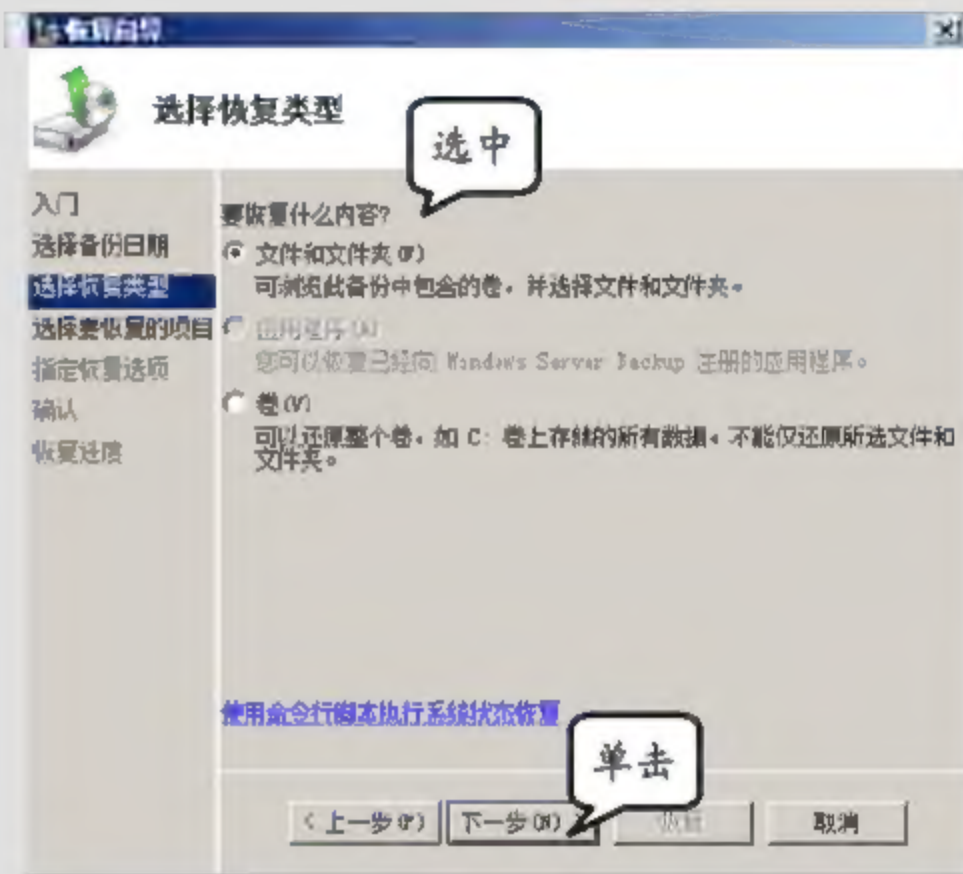 恢复向导
选择恢复类型
选中
入门
选择备份日期
选择恢复类型
选择要恢复的项目
指定恢复选项
确认
恢复进度
要恢复什么内容?
文件和文件夹(F)
可浏览此备份中包含的卷，并选择文件和文件夹。
应用程序(A)
您可以恢复已经向 Windows Server Backup 注册的应用程序。
卷(V)
可以还原整个卷，如 C: 卷上存储的所有数据，不能仅还原所选文件和
文件夹。
使用命令行脚本执行系统状态恢复
单击
< 上一步(P)
下一步(N)
恢复
取消